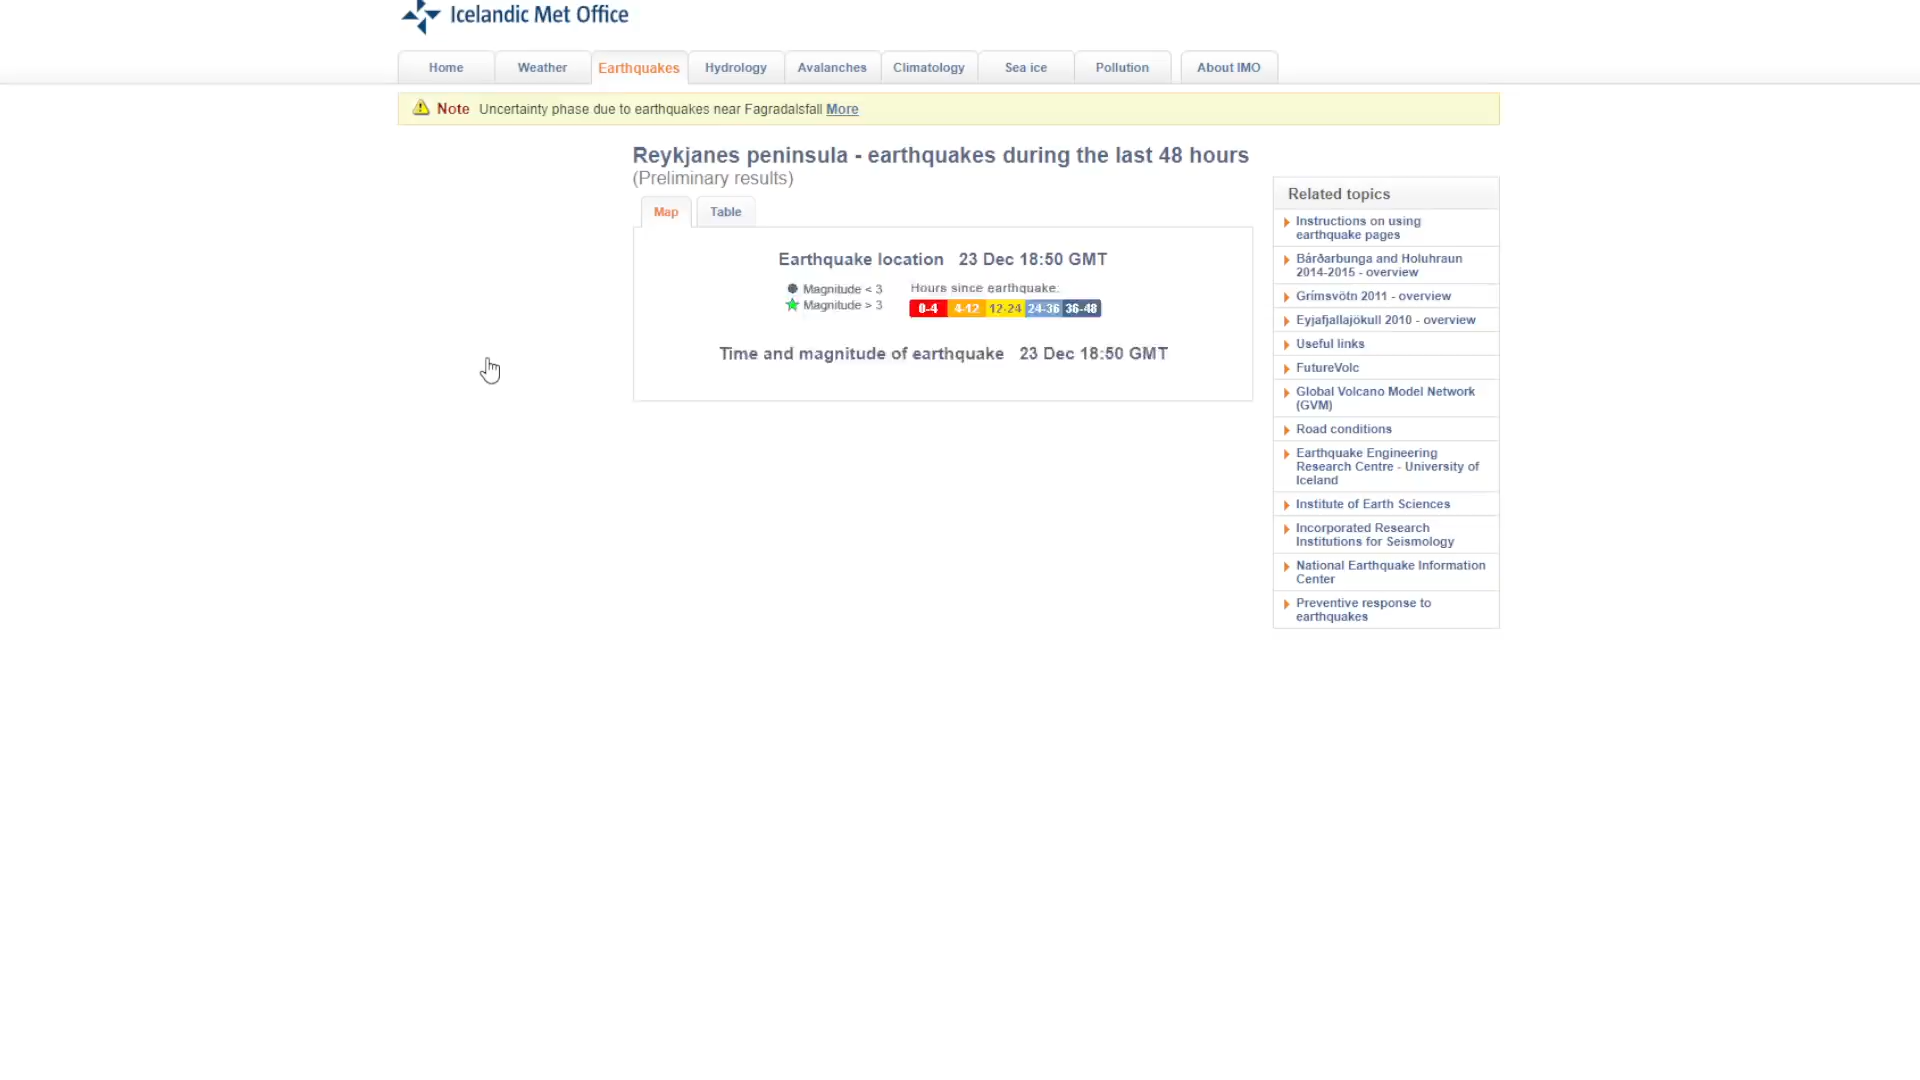 Icelandic Met Office
Home Weather Earthquakes Hydrology Avalanches Climatology Sea ice Pollution About IMO
Note Uncertainty phase due to earthquakes near Fagradalsfall More
Reykjanes peninsula - earthquakes during the last 48 hours
(Preliminary results)
Map Table
Earthquake location 23 Dec 18:50 GMT
Magnitude < 3
Magnitude > 3
Hours since earthquake:
0-4 4-12 12-24 24-36 36-48
Time and magnitude of earthquake 23 Dec 18:50 GMT
Related topics
Instructions on using
earthquake pages
Bárðarbunga and Holuhraun
2014-2015 - overview
Grímsvötn 2011 - overview
Eyjafjallajökull 2010 - overview
Useful links
FutureVolc
Global Volcano Model Network
(GVM)
Road conditions
Earthquake Engineering
Research Centre - University of
Iceland
Institute of Earth Sciences
Incorporated Research
Institutions for Seismology
National Earthquake Information
Center
Preventive response to
earthquakes